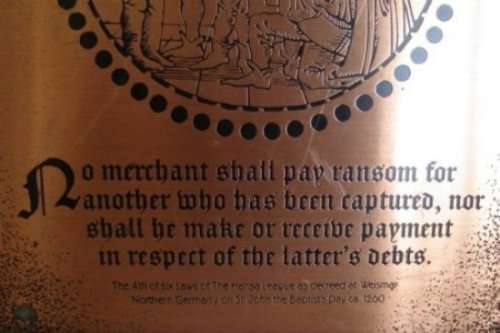 No merchant shall pay ransom for
another who has been captured, nor
shall he make or receive payment
in respect of the latter's debts.
The 4th of six Laws of The Hansa League as decreed at Weismar
Northern Germany on St. John the Baptist's Day ca. 1260